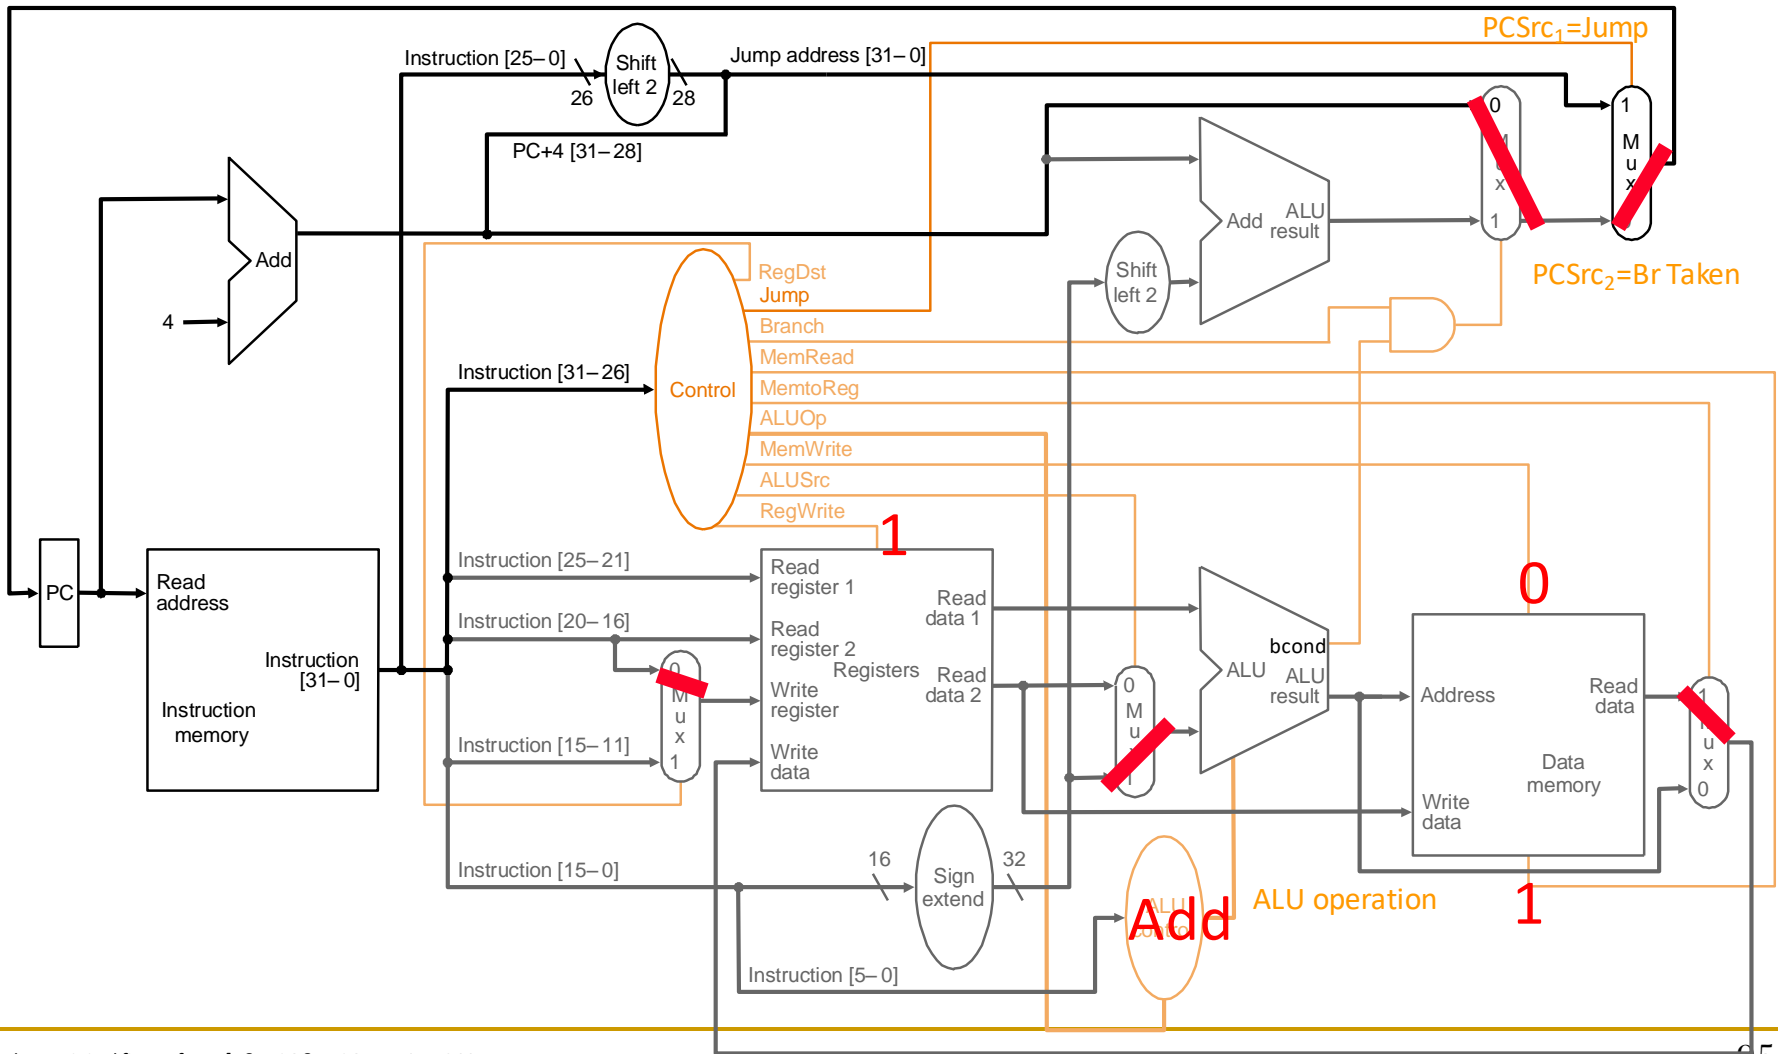 PCSrc1=Jump
Instruction [25–0]
Shift
left 2
Jump address [31–0]
26
28
PC+4 [31–28]
0
M
u
x
1
1
M
u
x
Add
ALU
result
Add
4
Shift
left 2
PCSrc2=Br Taken
RegDst
Jump
Branch
MemRead
MemtoReg
ALUOp
MemWrite
ALUSrc
RegWrite
Control
Instruction [31–26]
1
0
PC
Read
address
Instruction
[31–0]
Instruction
memory
Instruction [25–21]
Instruction [20–16]
Instruction [15–11]
Instruction [15–0]
Instruction [5–0]
0
M
u
x
1
Read
register 1
Read
register 2
Write
register
Write
data
Registers
Read
data 1
Read
data 2
0
M
u
bcond
ALU
ALU
result
Address
Write
data
Read
data
Data
memory
1
u
x
0
16
Sign
extend
32
ALU
control
Add
ALU operation
1